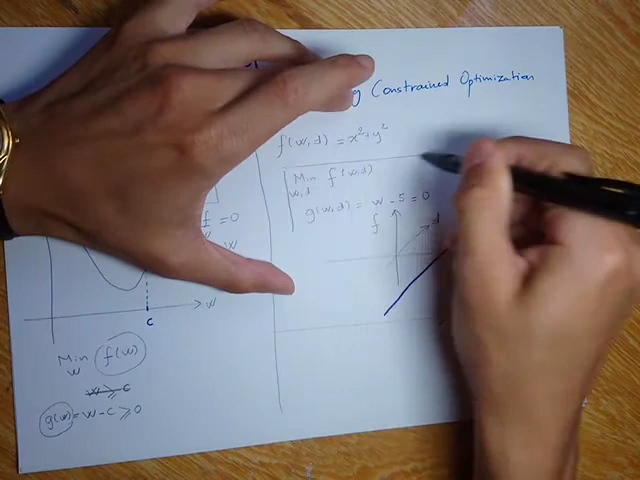 g Constrained Optimization
f(w,d) = x²+y²
Min f(w,d)
w,d
g(w,d) = w - 5 = 0
f
d
f = 0
w
w
c
Min f(w)
w
w ≥ c
g(w) = w - c ≥ 0